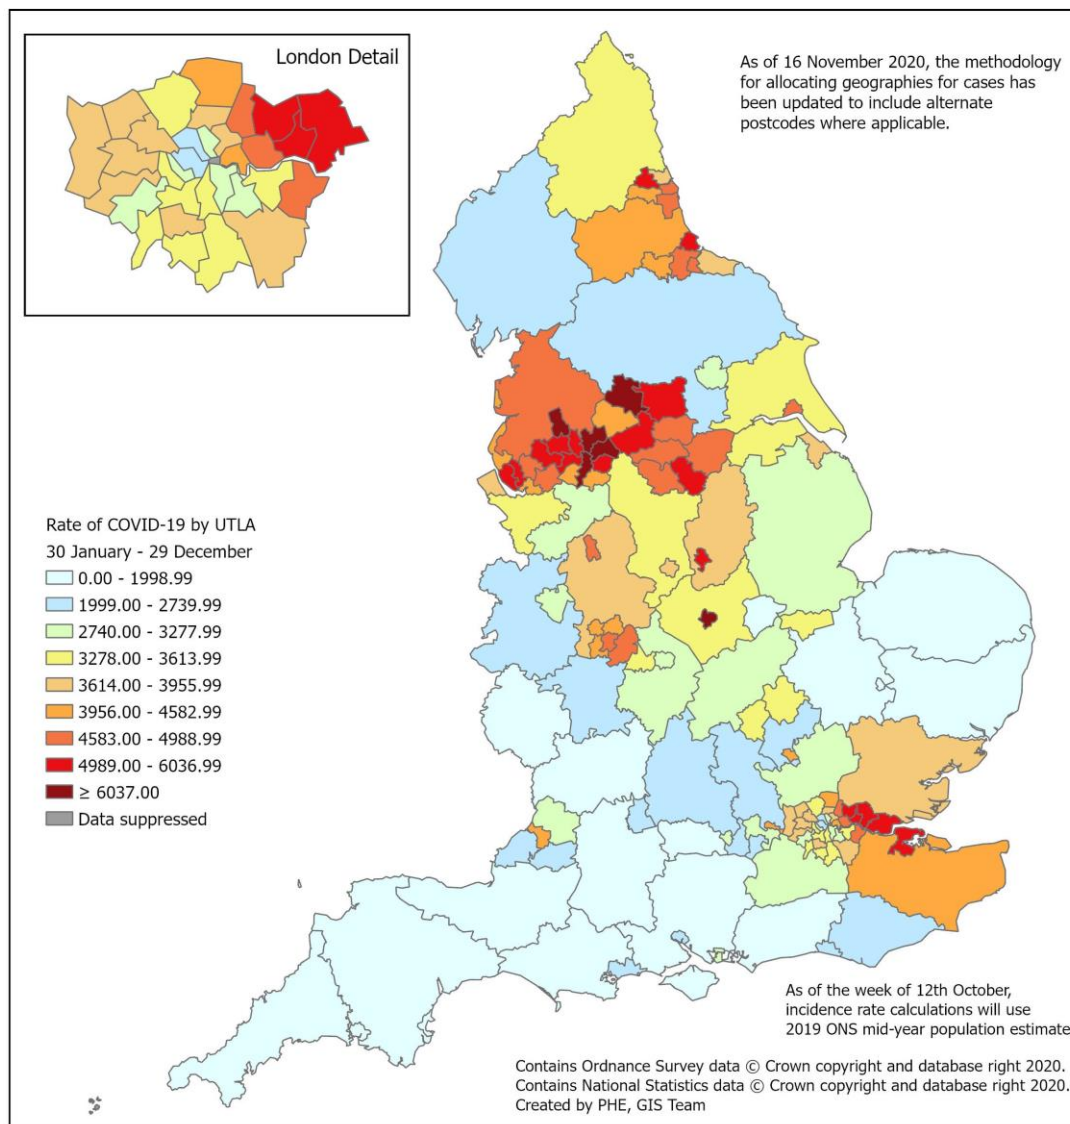 London Detail
As of 16 November 2020, the methodology
for allocating geographies for cases has
been updated to include alternate
postcodes where applicable.
Rate of COVID-19 by UTLA
30 January - 29 December
0.00 - 1998.99
1999.00 - 2739.99
2740.00 - 3277.99
3278.00 - 3613.99
3614.00 - 3955.99
3956.00 - 4582.99
4583.00 - 4988.99
4989.00 - 6036.99
≥ 6037.00
Data suppressed
As of the week of 12th October,
incidence rate calculations will use
2019 ONS mid-year population estimate
Contains Ordnance Survey data © Crown copyright and database right 2020.
Contains National Statistics data © Crown copyright and database right 2020.
Created by PHE, GIS Team